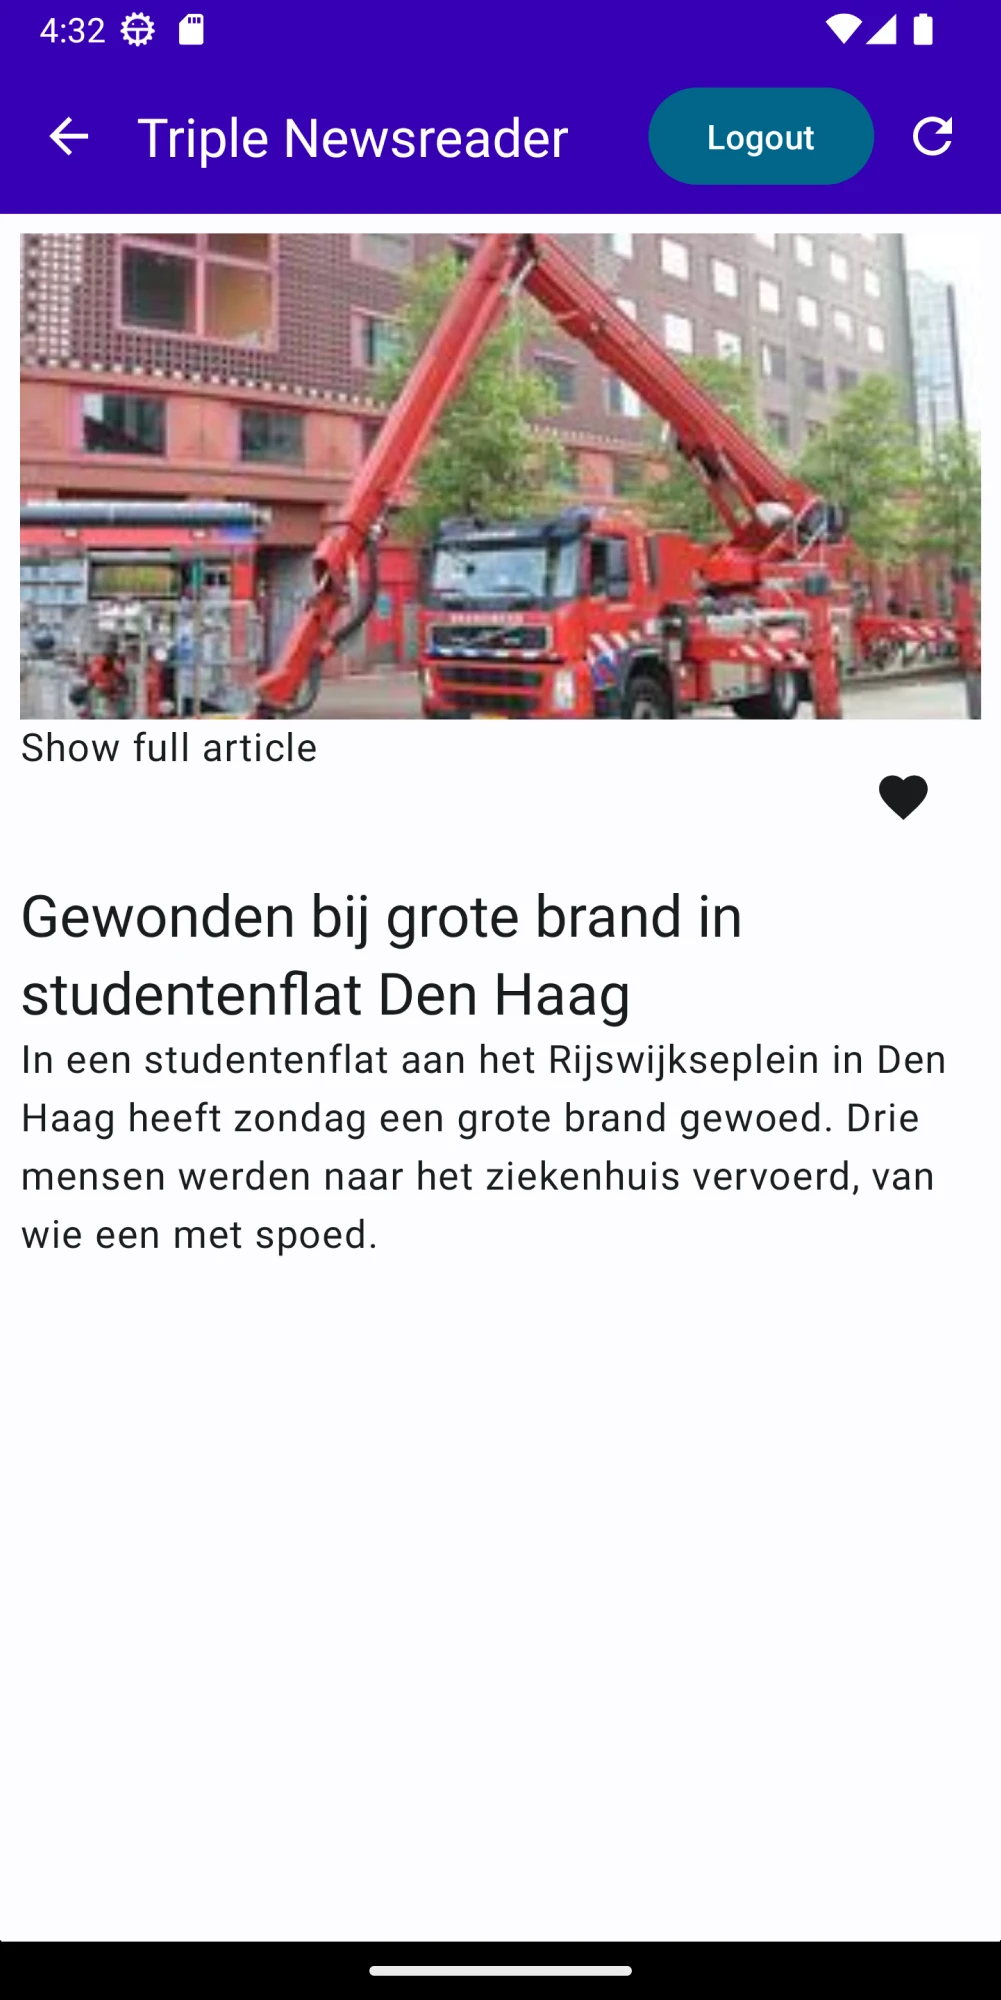 4:32
Triple Newsreader
Logout
Show full article
Gewonden bij grote brand in
studentenflat Den Haag
In een studentenflat aan het Rijswijkseplein in Den
Haag heeft zondag een grote brand gewoed. Drie
mensen werden naar het ziekenhuis vervoerd, van
wie een met spoed.